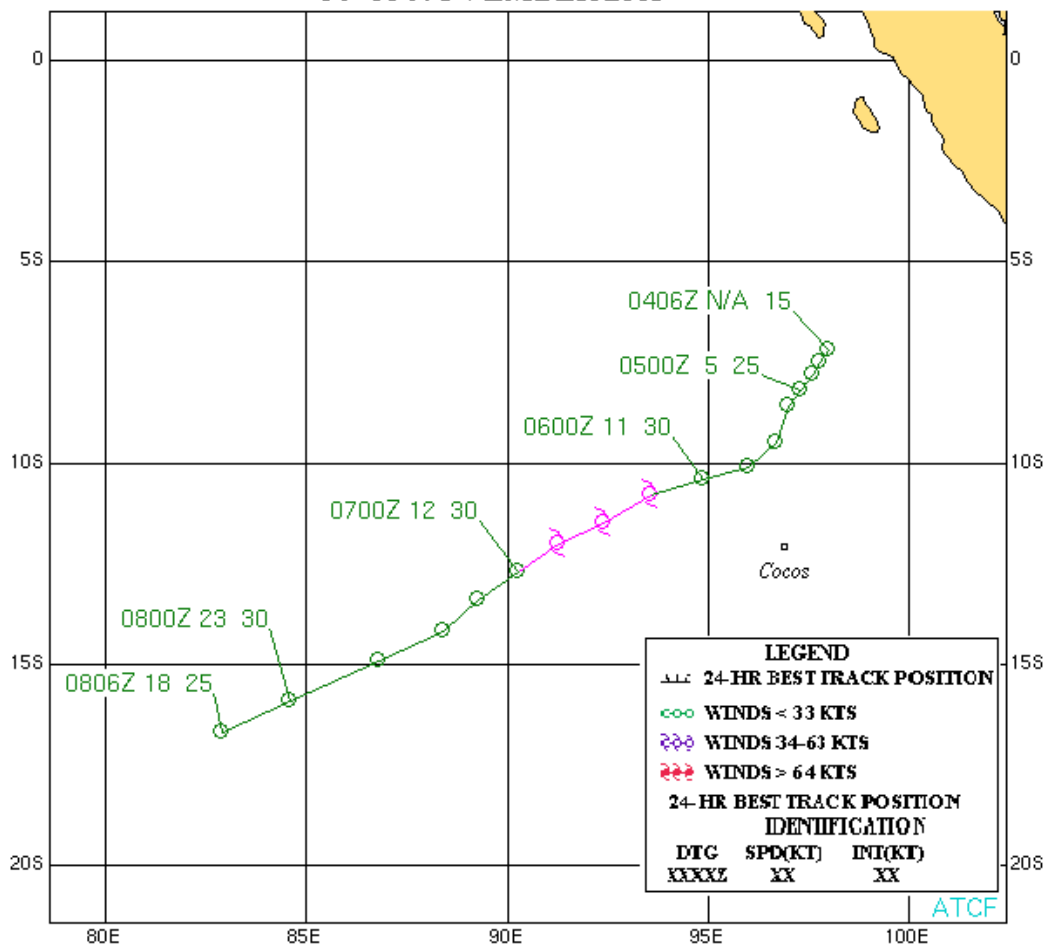 0
0
5S
5S
0406Z N/A 15
0500Z 5 25
0600Z 11 30
10S
10S
0700Z 12 30
Cocos
0800Z 23 30
0806Z 18 25
15S
15S
LEGEND
24-HR BEST TRACK POSITION
WINDS < 33 KTS
WINDS 34-63 KTS
WINDS > 64 KTS
24-HR BEST TRACK POSITION
IDENTIFICATION
DTG SPD(KT) INT(KT)
XXXXZ XX XX
20S
20S
ATCF
80E 85E 90E 95E 100E